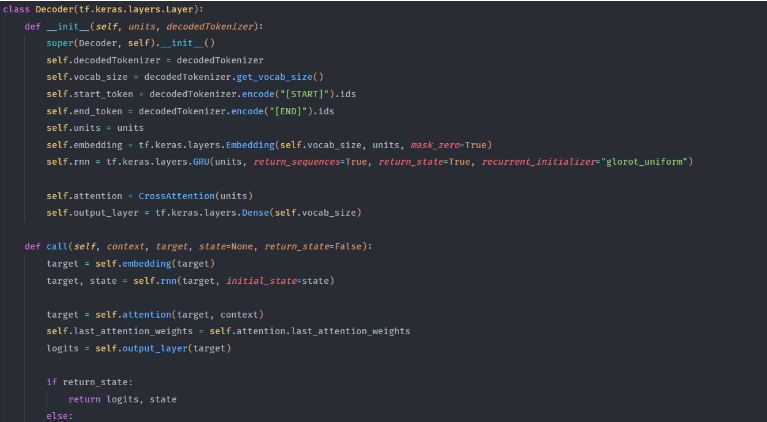 class Decoder(tf.keras.layers.Layer):
    def __init__(self, units, decodedTokenizer):
        super(Decoder, self).__init__()
        self.decodedTokenizer = decodedTokenizer
        self.vocab_size = decodedTokenizer.get_vocab_size()
        self.start_token = decodedTokenizer.encode("[START]").ids
        self.end_token = decodedTokenizer.encode("[END]").ids
        self.units = units
        self.embedding = tf.keras.layers.Embedding(self.vocab_size, units, mask_zero=True)
        self.rnn = tf.keras.layers.GRU(units, return_sequences=True, return_state=True, recurrent_initializer="glorot_uniform")
        self.attention = CrossAttention(units)
        self.output_layer = tf.keras.layers.Dense(self.vocab_size)
    def call(self, context, target, state=None, return_state=False):
        target = self.embedding(target)
        target, state = self.rnn(target, initial_state=state)
        target = self.attention(target, context)
        self.last_attention_weights = self.attention.last_attention_weights
        logits = self.output_layer(target)
        if return_state:
            return logits, state
        else: